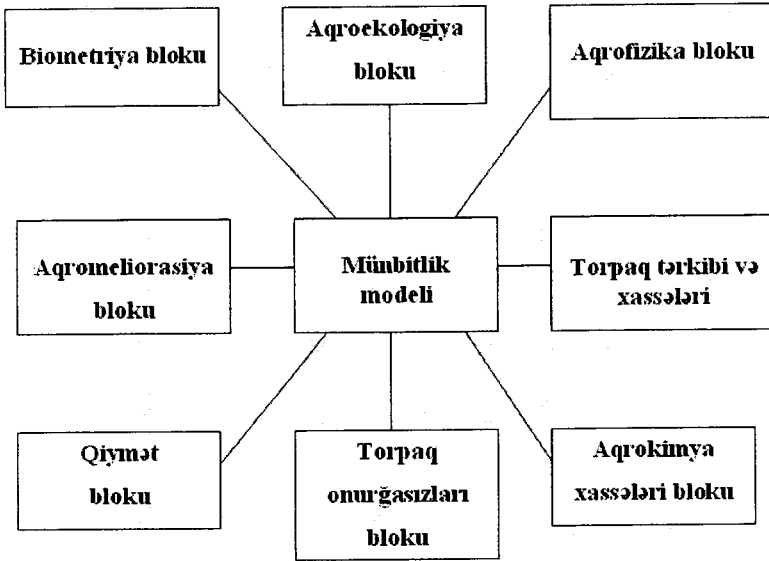 Biometriya bloku
Aqroekologiya
bloku
Aqrofizika bloku
Aqromeliorasiya
bloku
Münbitlik
modeli
Torpaq tərkibi və
xassələri
Qiymət
bloku
Torpaq
onurğasızları
bloku
Aqrokimya
xassələri bloku